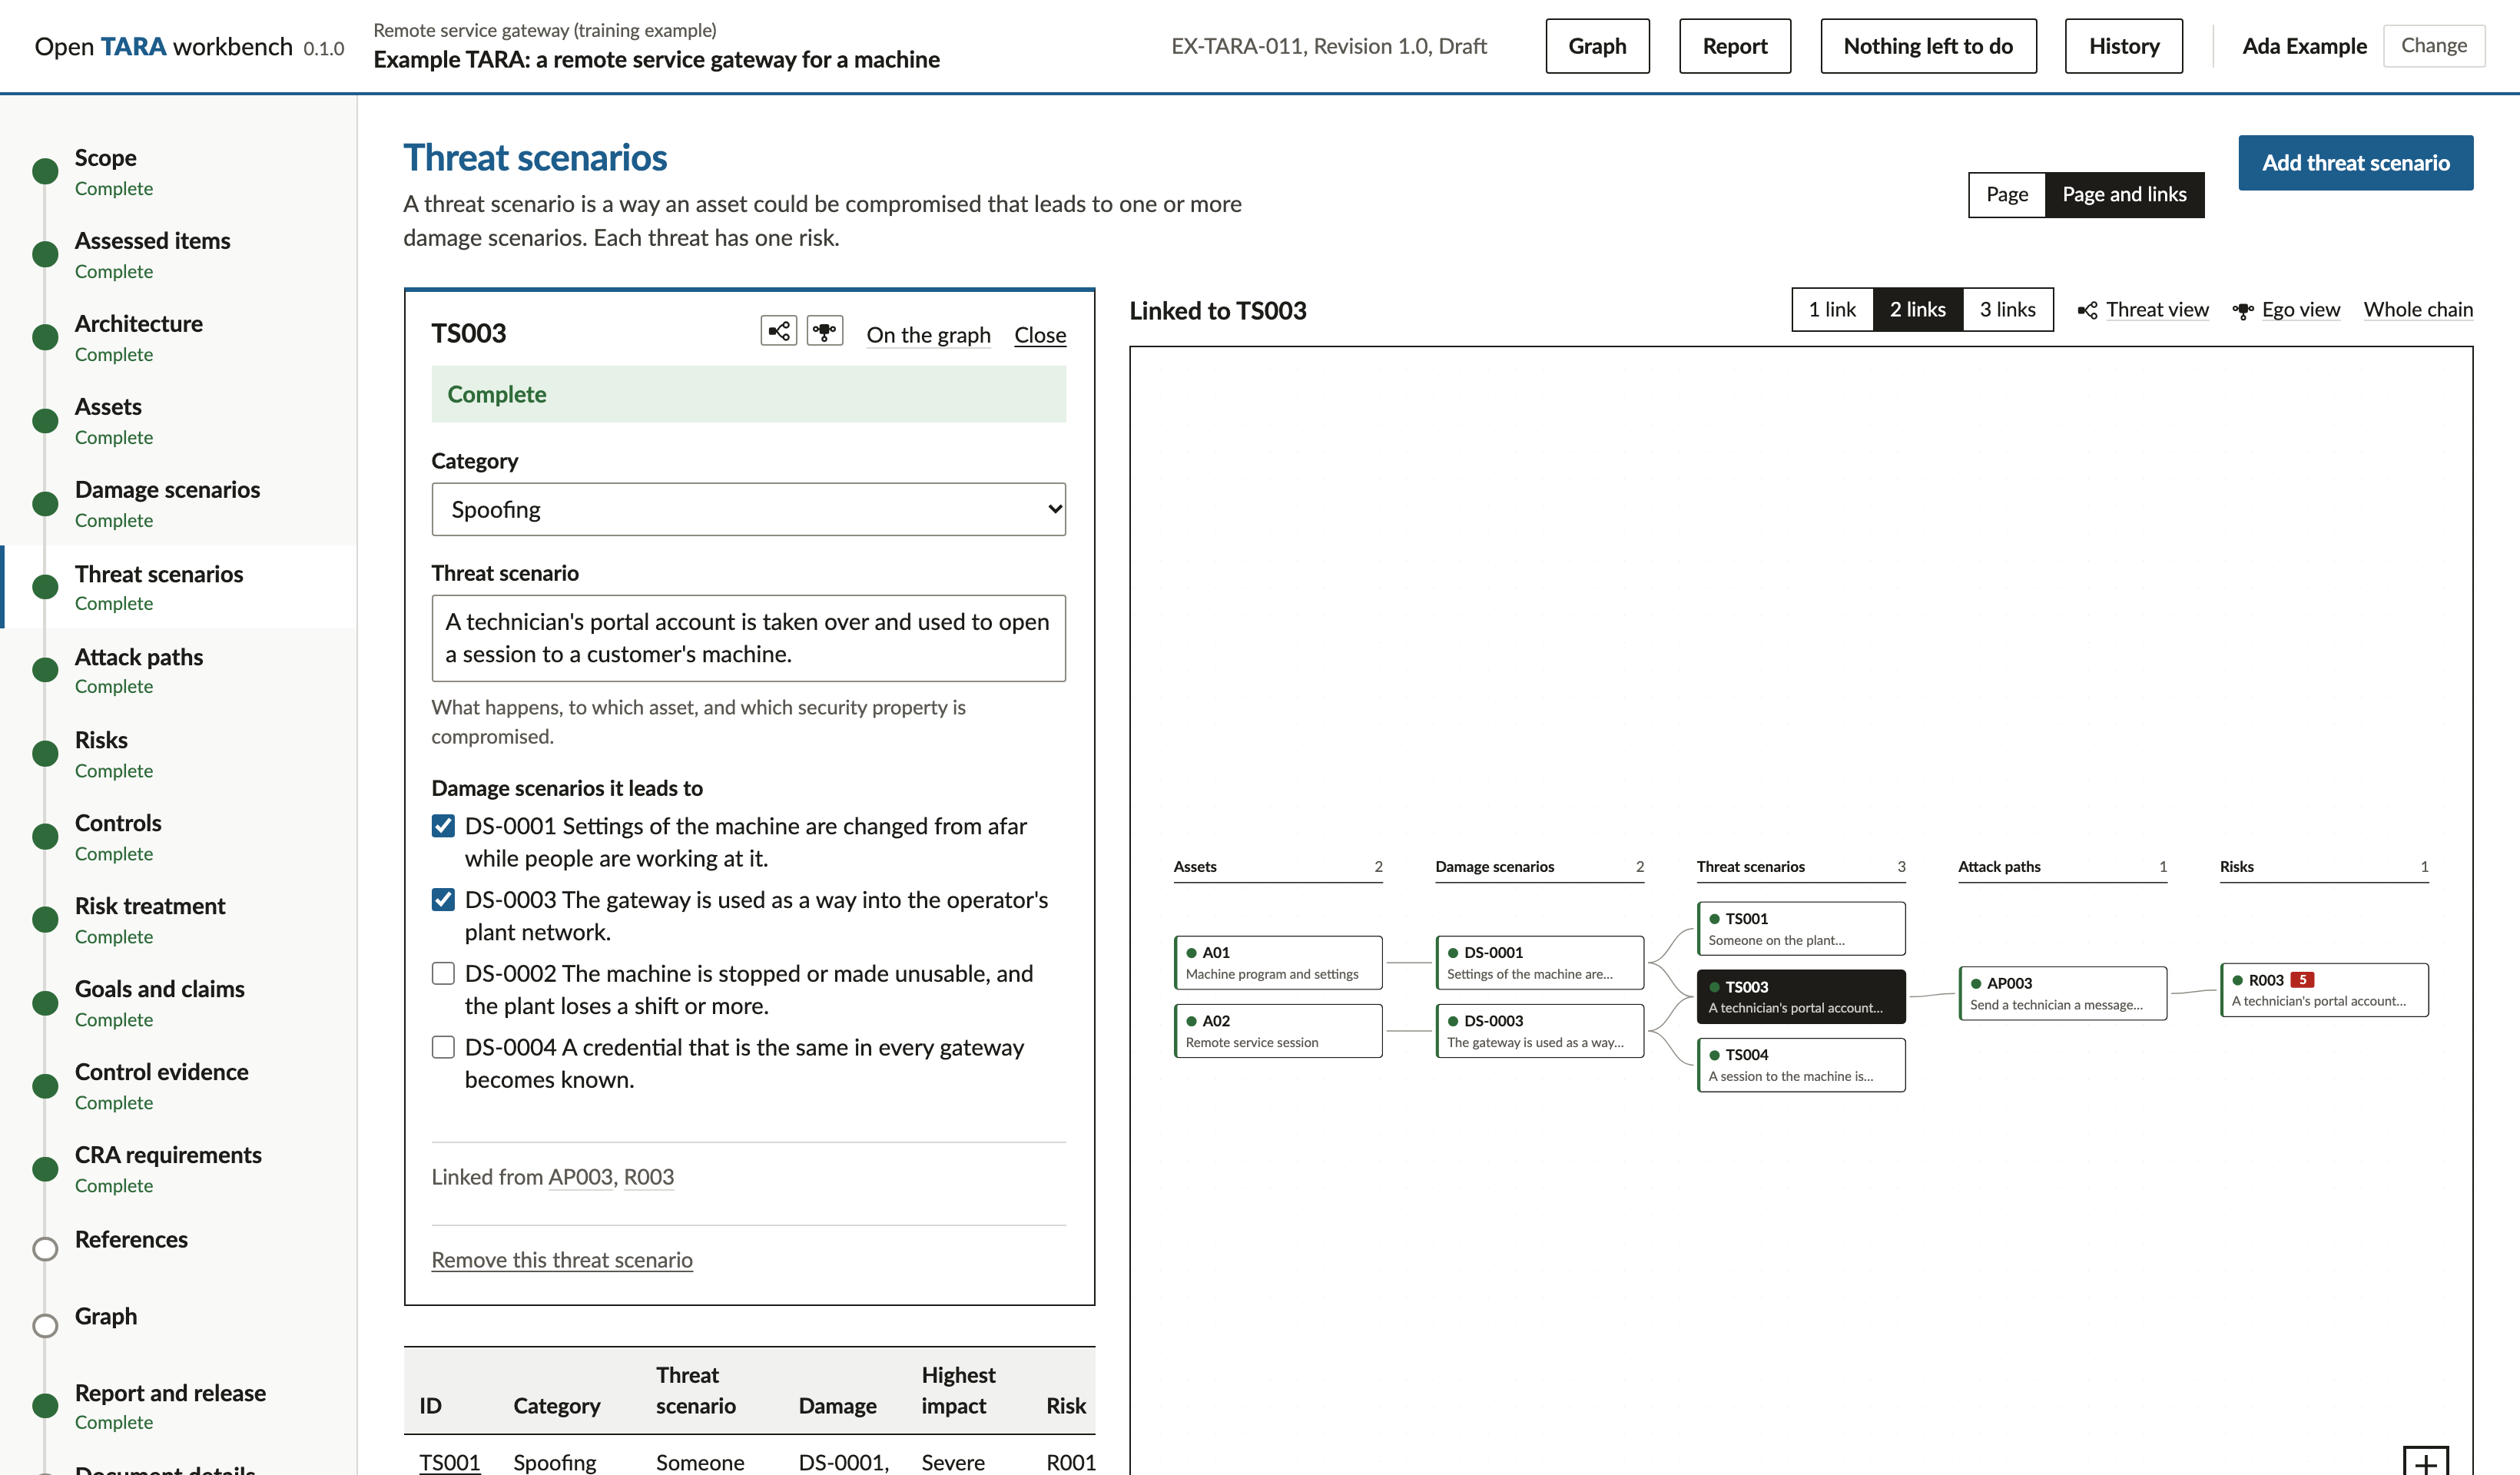 Open TARA workbench 0.1.0
Remote service gateway (training example)
Example TARA: a remote service gateway for a machine
EX-TARA-011, Revision 1.0, Draft
Graph
Report
Nothing left to do
History
Ada Example
Change
Scope
Complete
Assessed items
Complete
Architecture
Complete
Assets
Complete
Damage scenarios
Complete
Threat scenarios
Complete
Attack paths
Complete
Risks
Complete
Controls
Complete
Risk treatment
Complete
Goals and claims
Complete
Control evidence
Complete
CRA requirements
Complete
References
Graph
Report and release
Complete
Document details
Threat scenarios
A threat scenario is a way an asset could be compromised that leads to one or more
damage scenarios. Each threat has one risk.
Page
Page and links
Add threat scenario
TS003
On the graph
Close
Complete
Category
Spoofing
Threat scenario
A technician's portal account is taken over and used to open
a session to a customer's machine.
What happens, to which asset, and which security property is
compromised.
Damage scenarios it leads to
DS-0001 Settings of the machine are changed from afar
while people are working at it.
DS-0003 The gateway is used as a way into the operator's
plant network.
DS-0002 The machine is stopped or made unusable, and
the plant loses a shift or more.
DS-0004 A credential that is the same in every gateway
becomes known.
Linked from AP003, R003
Remove this threat scenario
ID
Category
Threat
scenario
Damage
Highest
impact
Risk
TS001
Spoofing
Someone
DS-0001,
Severe
R001
Linked to TS003
1 link
2 links
3 links
Threat view
Ego view
Whole chain
Assets 2
A01
Machine program and settings
A02
Remote service session
Damage scenarios 2
DS-0001
Settings of the machine are...
DS-0003
The gateway is used as a way...
Threat scenarios 3
TS001
Someone on the plant...
TS003
A technician's portal account...
TS004
A session to the machine is...
Attack paths 1
AP003
Send a technician a message...
Risks 1
R003 5
A technician's portal account...
+